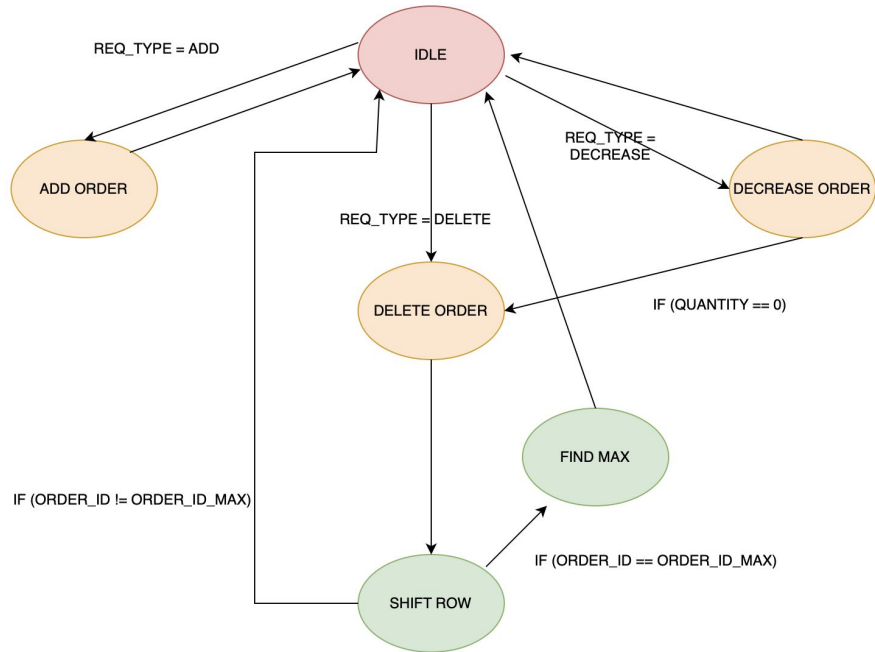 IDLE
REQ_TYPE = ADD
REQ_TYPE =
DECREASE
ADD ORDER
DECREASE ORDER
REQ_TYPE = DELETE
DELETE ORDER
IF (QUANTITY == 0)
FIND MAX
IF (ORDER_ID != ORDER_ID_MAX)
IF (ORDER_ID == ORDER_ID_MAX)
SHIFT ROW